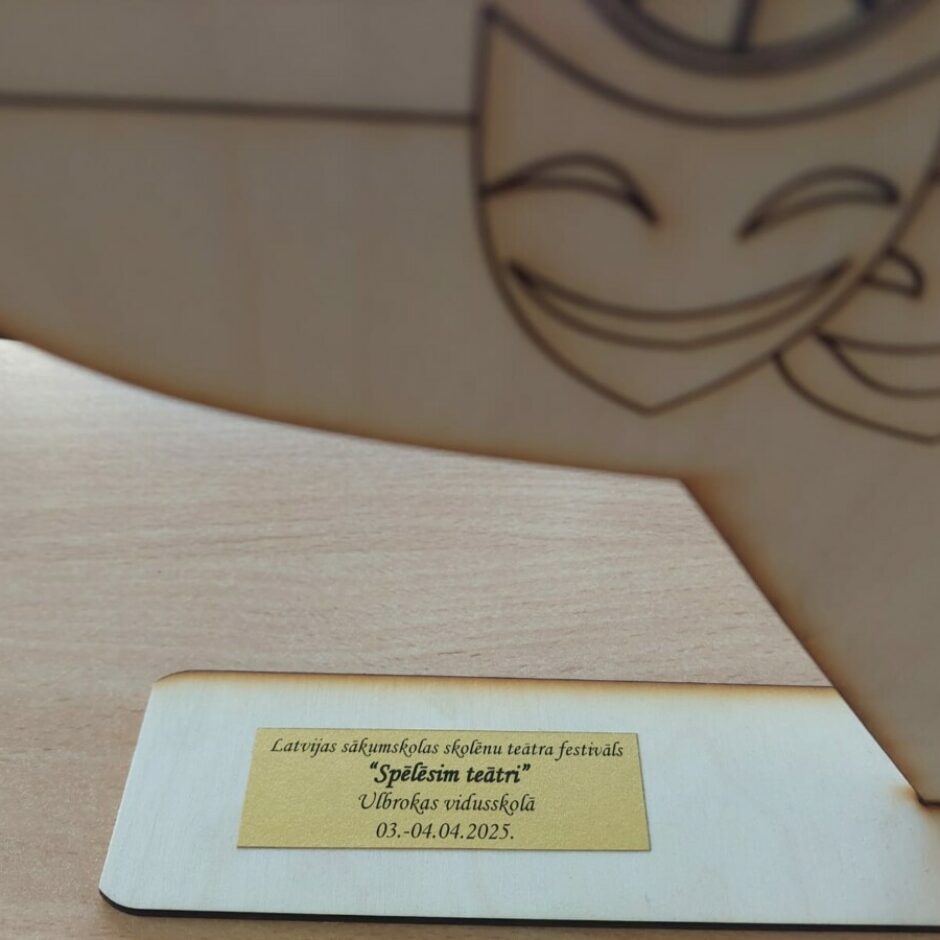 Latvijas sākumskolas skolēnu teātra festivāls
“Spēlēsim teātri”
Ulbrokas vidusskolā
03.-04.04.2025.